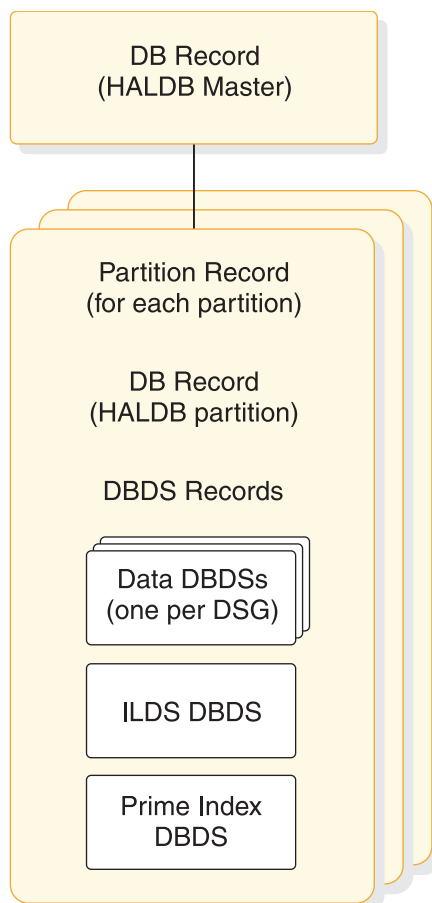 DB Record
(HALDB Master)
Partition Record
(for each partition)
DB Record
(HALDB partition)
DBDS Records
Data DBDSs
(one per DSG)
ILDS DBDS
Prime Index
DBDS